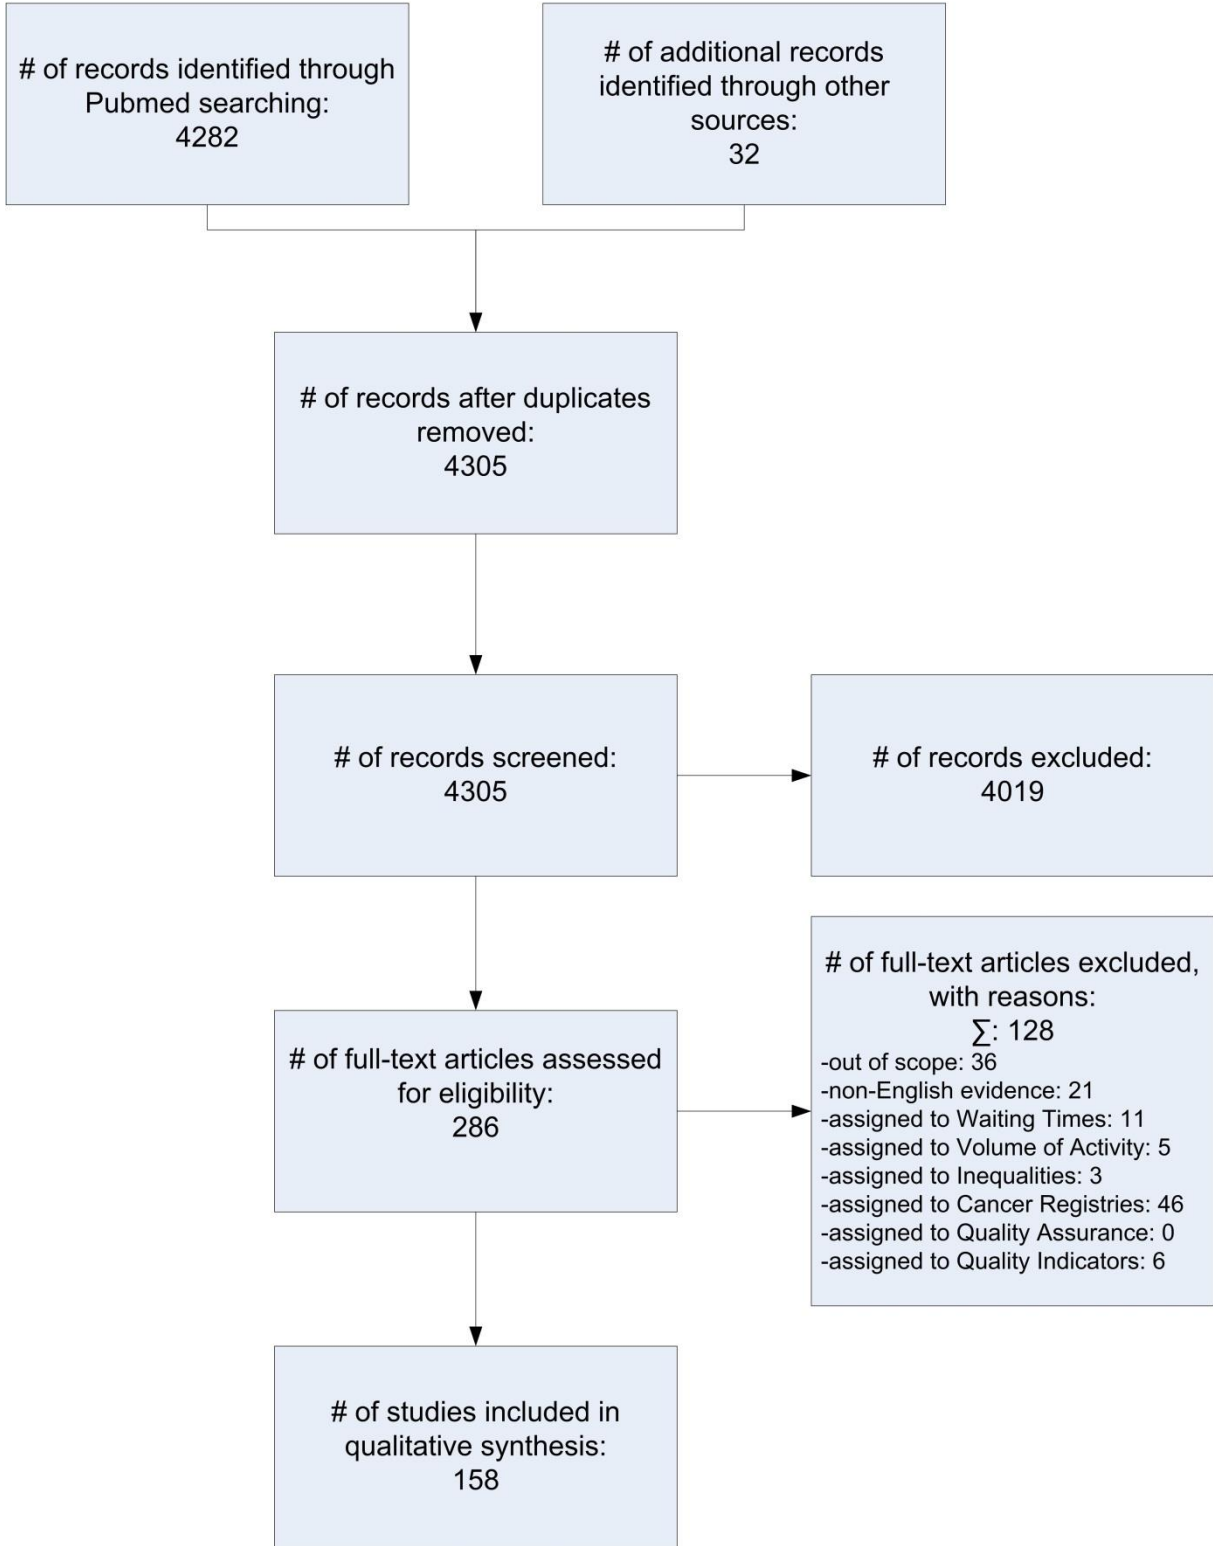 # of records identified through
Pubmed searching:
4282
# of additional records
identified through other
sources:
32
# of records after duplicates
removed:
4305
# of records screened:
4305
# of records excluded:
4019
# of full-text articles assessed
for eligibility:
286
# of full-text articles excluded,
with reasons:
∑: 128
-out of scope: 36
-non-English evidence: 21
-assigned to Waiting Times: 11
-assigned to Volume of Activity: 5
-assigned to Inequalities: 3
-assigned to Cancer Registries: 46
-assigned to Quality Assurance: 0
-assigned to Quality Indicators: 6
# of studies included in
qualitative synthesis:
158